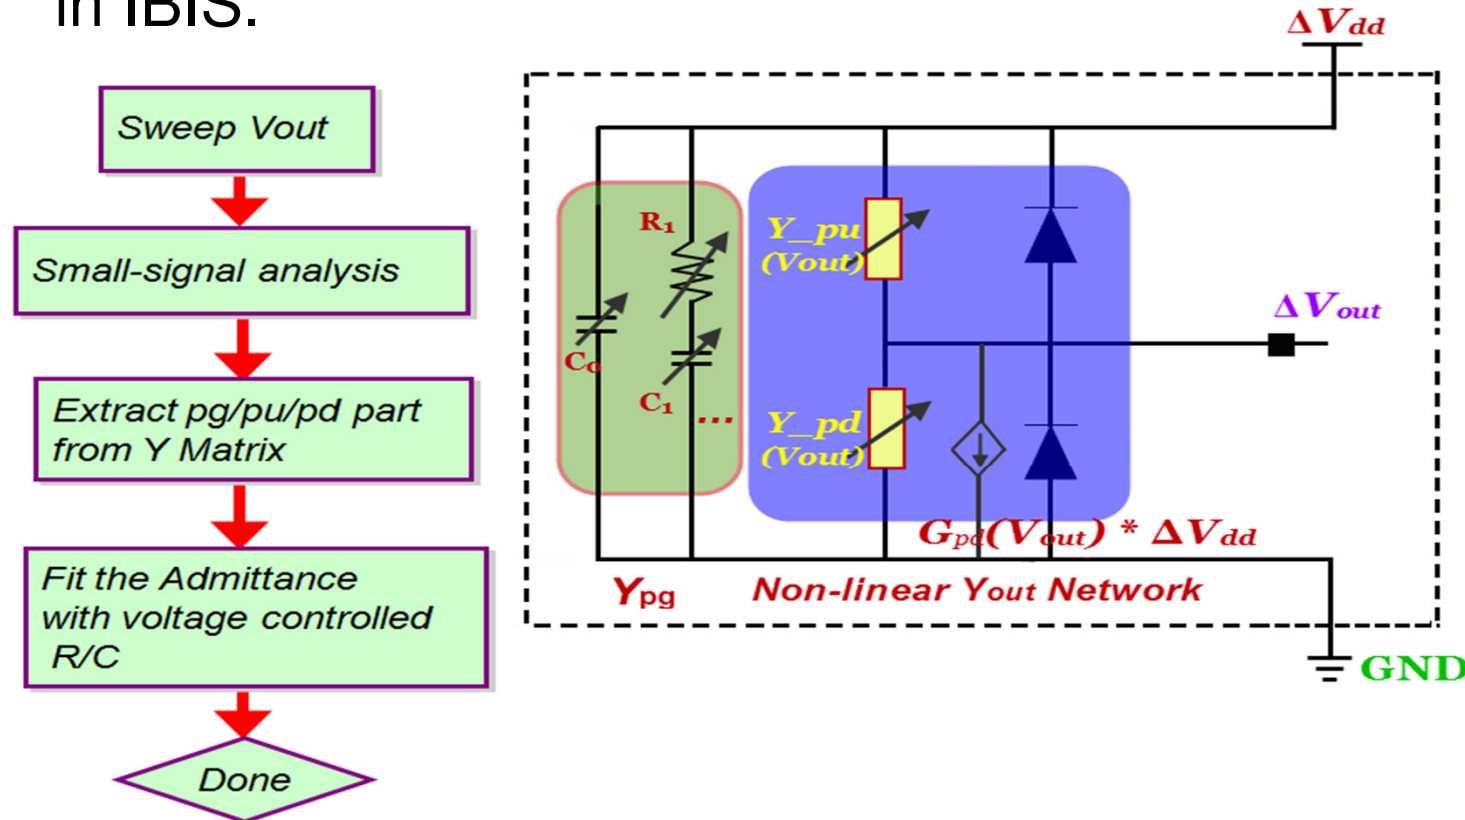 in IBIS.
Sweep Vout
Small-signal analysis
Extract pg/pu/pd part
from Y Matrix
Fit the Admittance
with voltage controlled
R/C
Done
ΔVdd
R₁
C₀
C₁
...
Y_pu
(Vout)
Y_pd
(Vout)
ΔVout
Gpd(Vout) * ΔVdd
Ypg
Non-linear Yout Network
GND